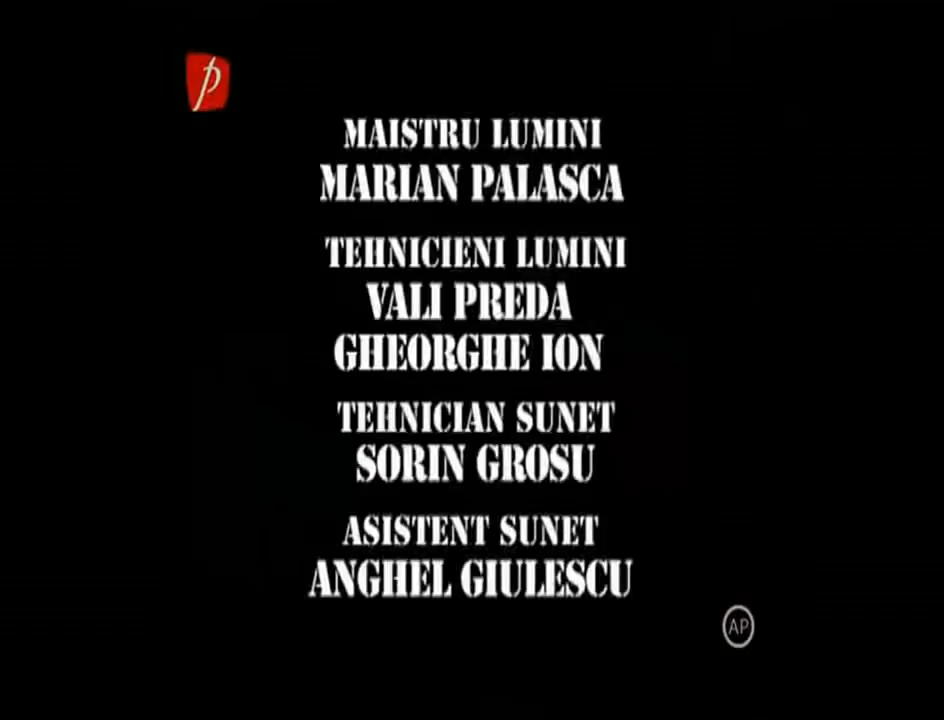 p
MAISTRU LUMINI
MARIAN PALASCA
TEHNICIENI LUMINI
VALI PREDA
GHEORGHE ION
TEHNICIAN SUNET
SORIN GROSU
ASISTENT SUNET
ANGHEL GIULESCU
AP